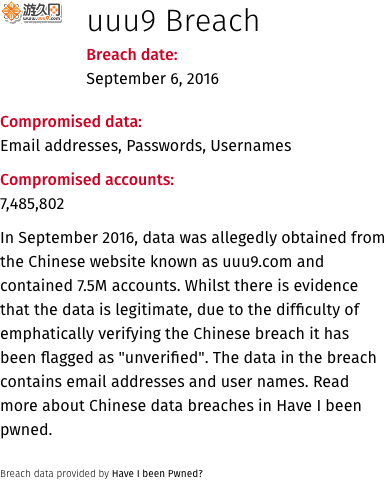 游久网
www.uuu9.com
uuu9 Breach
Breach date:
September 6, 2016
Compromised data:
Email addresses, Passwords, Usernames
Compromised accounts:
7,485,802
In September 2016, data was allegedly obtained from
the Chinese website known as uuu9.com and
contained 7.5M accounts. Whilst there is evidence
that the data is legitimate, due to the difficulty of
emphatically verifying the Chinese breach it has
been flagged as "unverified". The data in the breach
contains email addresses and user names. Read
more about Chinese data breaches in Have I been
pwned.
Breach data provided by Have I been Pwned?